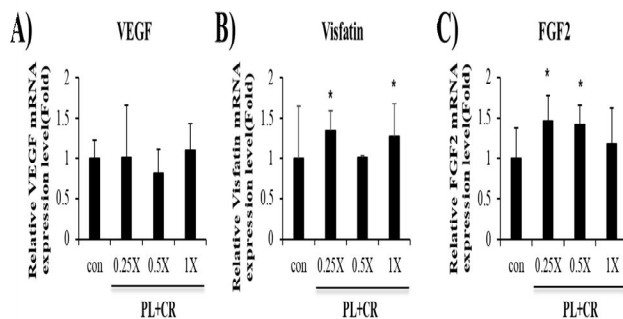 A) VEGF
Relative VEGF mRNA
expression level(Fold)
2
1.5
1
0.5
0
con 0.25X 0.5X 1X
PL+CR
B) Visfatin
Relative Visfatin mRNA
expression level(Fold)
2
1.5
1
0.5
0
* *
con 0.25X 0.5X 1X
PL+CR
C) FGF2
Relative FGF2 mRNA
expression level(Fold)
2
1.5
1
0.5
0
* *
con 0.25X 0.5X 1X
PL+CR